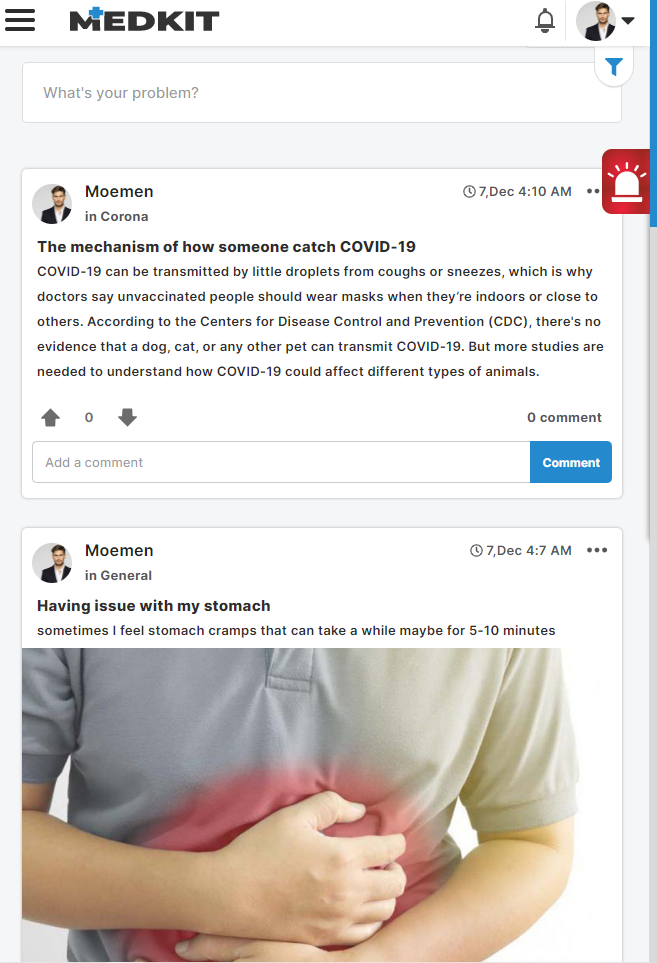 MEDKIT
What's your problem?
Moemen
7,Dec 4:10 AM
in Corona
The mechanism of how someone catch COVID-19
COVID-19 can be transmitted by little droplets from coughs or sneezes, which is why
doctors say unvaccinated people should wear masks when they’re indoors or close to
others. According to the Centers for Disease Control and Prevention (CDC), there's no
evidence that a dog, cat, or any other pet can transmit COVID-19. But more studies are
needed to understand how COVID-19 could affect different types of animals.
0
0 comment
Add a comment
Comment
Moemen
7,Dec 4:7 AM
in General
Having issue with my stomach
sometimes I feel stomach cramps that can take a while maybe for 5-10 minutes